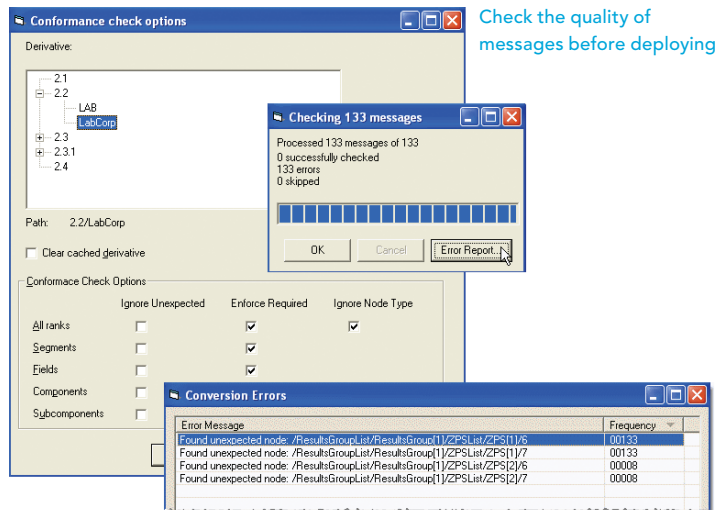 Check the quality of
messages before deploying
Conformance check options
Derivative:
2.1
2.2
LAB
LabCorp
2.3
2.3.1
2.4
Path: 2.2/LabCorp
Clear cached derivative
Conformace Check Options
Ignore Unexpected Enforce Required Ignore Node Type
All ranks
Segments
Fields
Components
Subcomponents
Checking 133 messages
Processed 133 messages of 133
0 successfully checked
133 errors
0 skipped
OK Cancel Error Report...
Conversion Errors
Error Message Frequency
Found unexpected node: /ResultsGroupList/ResultsGroup[1]/ZPSList/ZPS[1]/6 00133
Found unexpected node: /ResultsGroupList/ResultsGroup[1]/ZPSList/ZPS[1]/7 00133
Found unexpected node: /ResultsGroupList/ResultsGroup[1]/ZPSList/ZPS[2]/6 00008
Found unexpected node: /ResultsGroupList/ResultsGroup[1]/ZPSList/ZPS[2]/7 00008